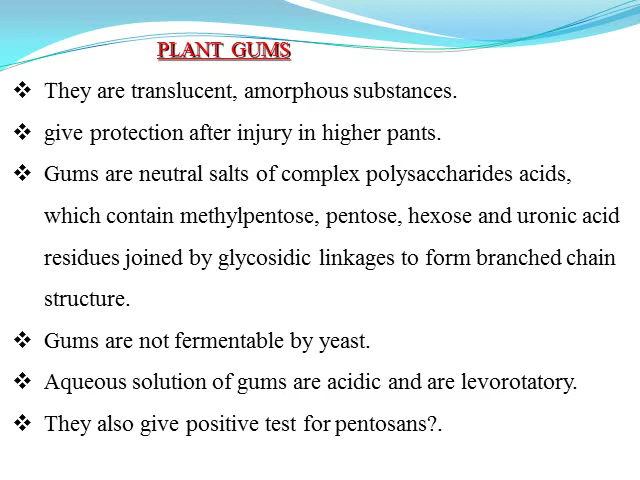 PLANT GUMS
❖ They are translucent, amorphous substances.
❖ give protection after injury in higher pants.
❖ Gums are neutral salts of complex polysaccharides acids,
which contain methylpentose, pentose, hexose and uronic acid
residues joined by glycosidic linkages to form branched chain
structure.
❖ Gums are not fermentable by yeast.
❖ Aqueous solution of gums are acidic and are levorotatory.
❖ They also give positive test for pentosans?.